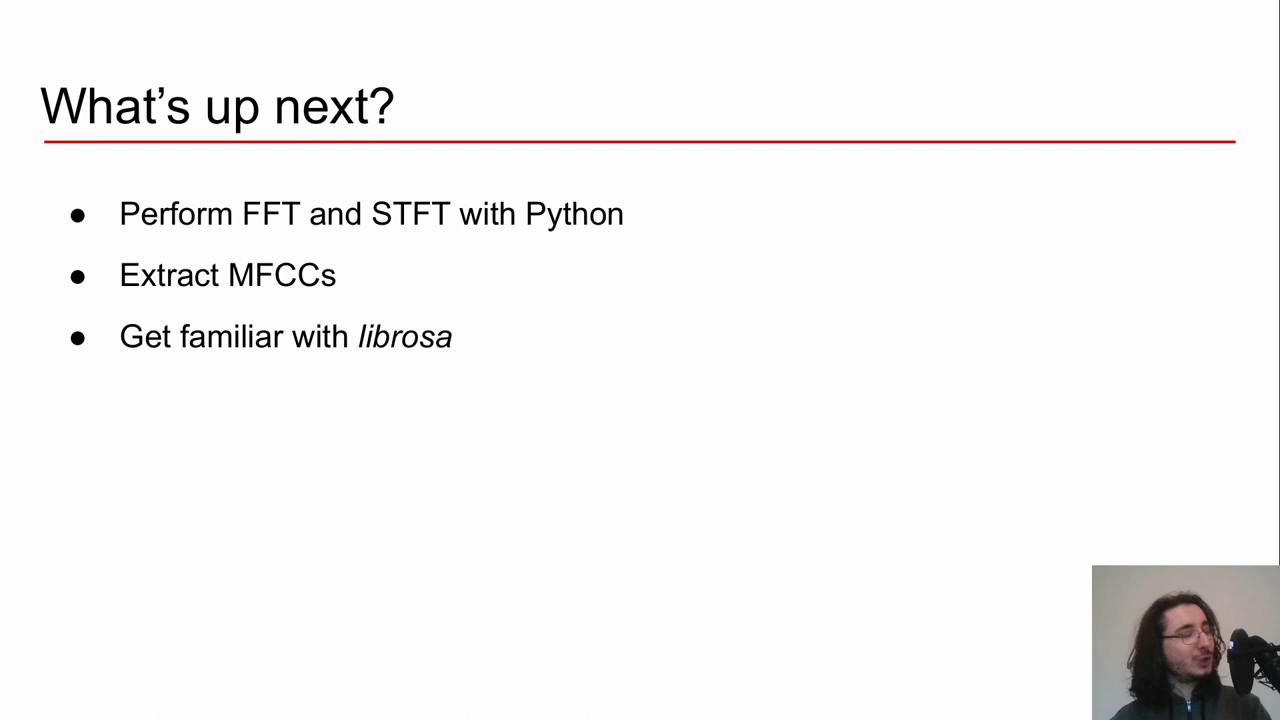 What’s up next?
● Perform FFT and STFT with Python
● Extract MFCCs
● Get familiar with librosa